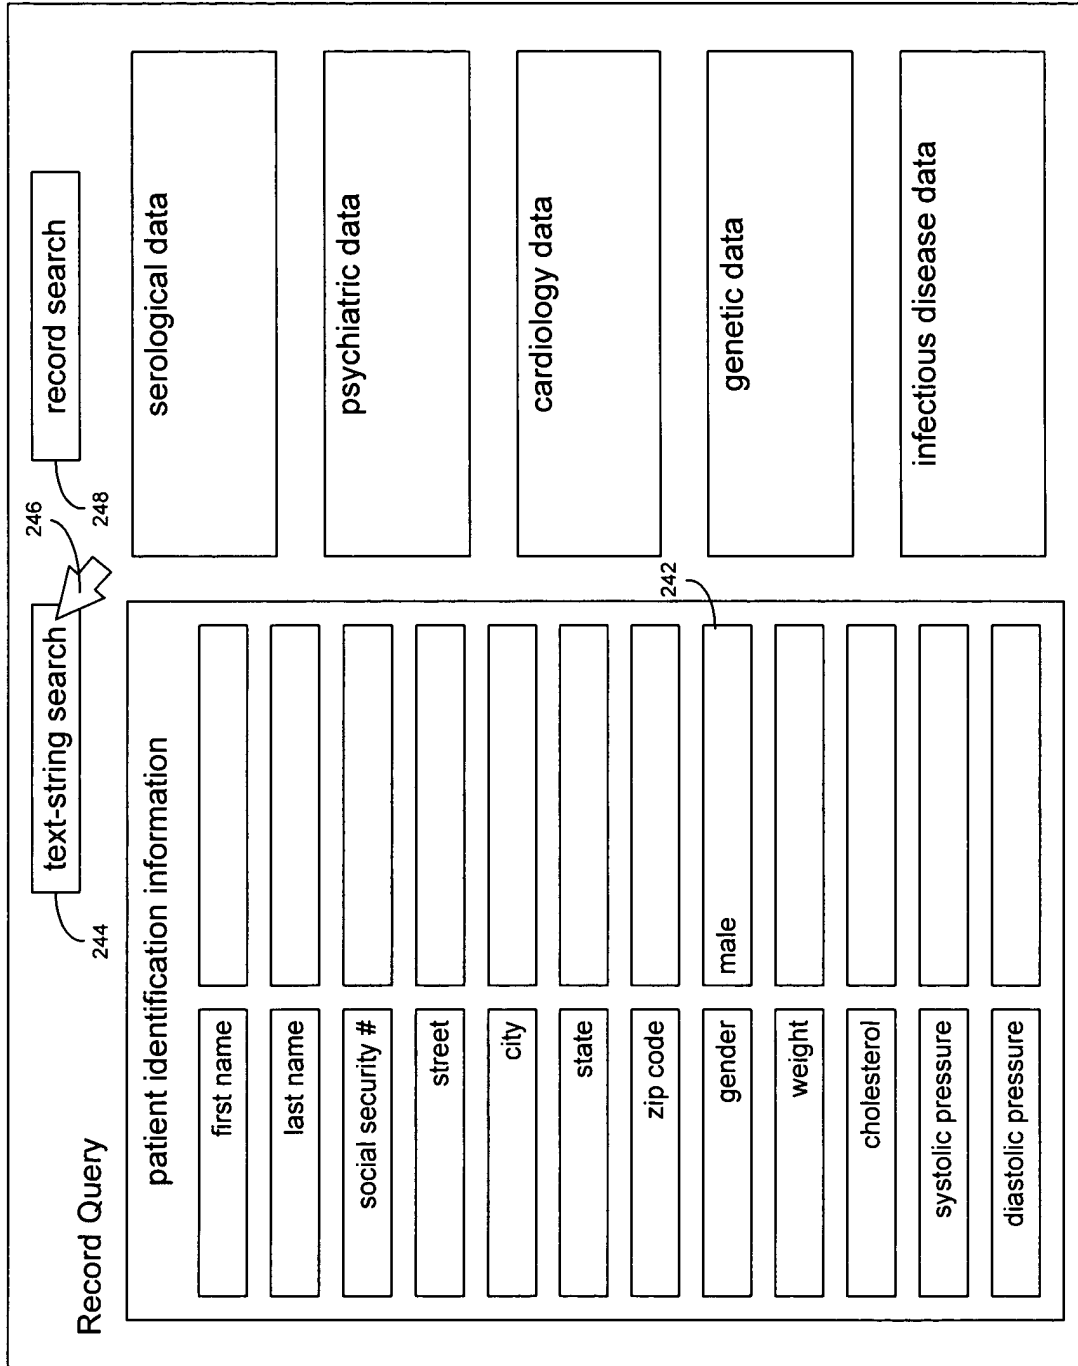 Record Query
text-string search
record search
244
246
248
patient identification information
first name
last name
social security #
street
city
state
zip code
gender
male
242
weight
cholesterol
systolic pressure
diastolic pressure
serological data
psychiatric data
cardiology data
genetic data
infectious disease data